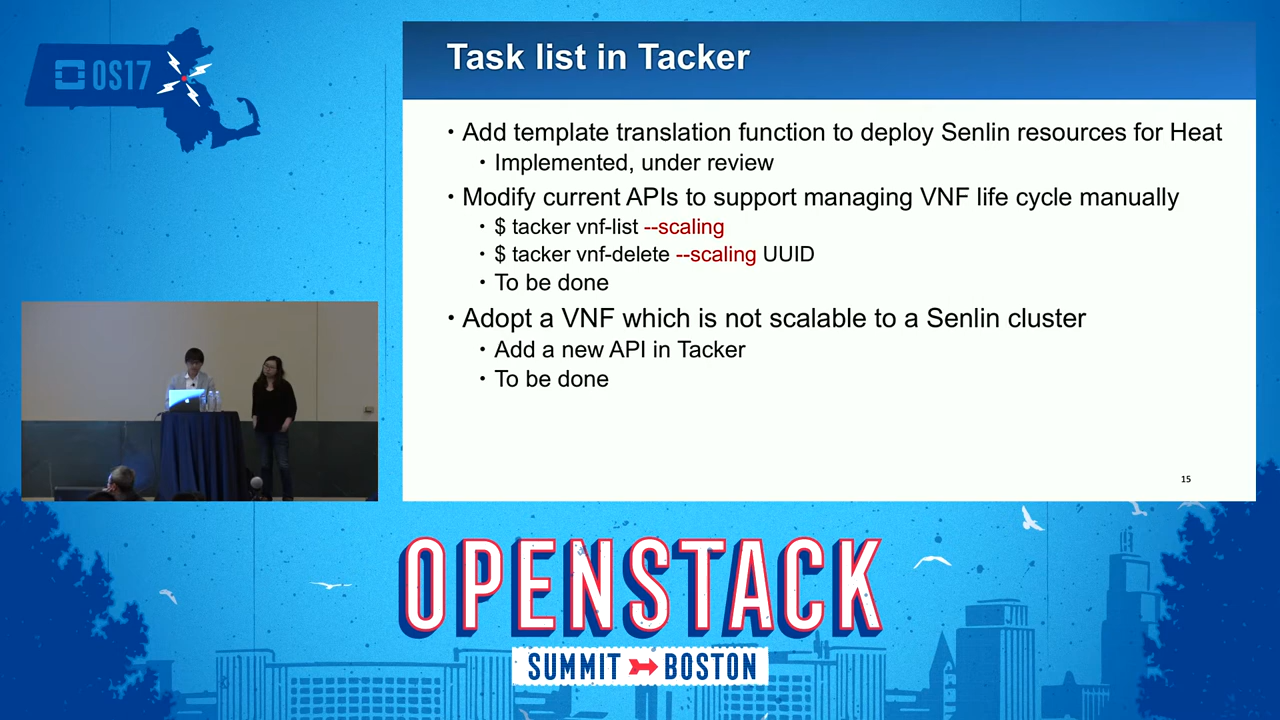 OS17
Task list in Tacker
• Add template translation function to deploy Senlin resources for Heat
• Implemented, under review
• Modify current APIs to support managing VNF life cycle manually
• $ tacker vnf-list --scaling
• $ tacker vnf-delete --scaling UUID
• To be done
• Adopt a VNF which is not scalable to a Senlin cluster
• Add a new API in Tacker
• To be done
15
OPENSTACK
SUMMIT BOSTON